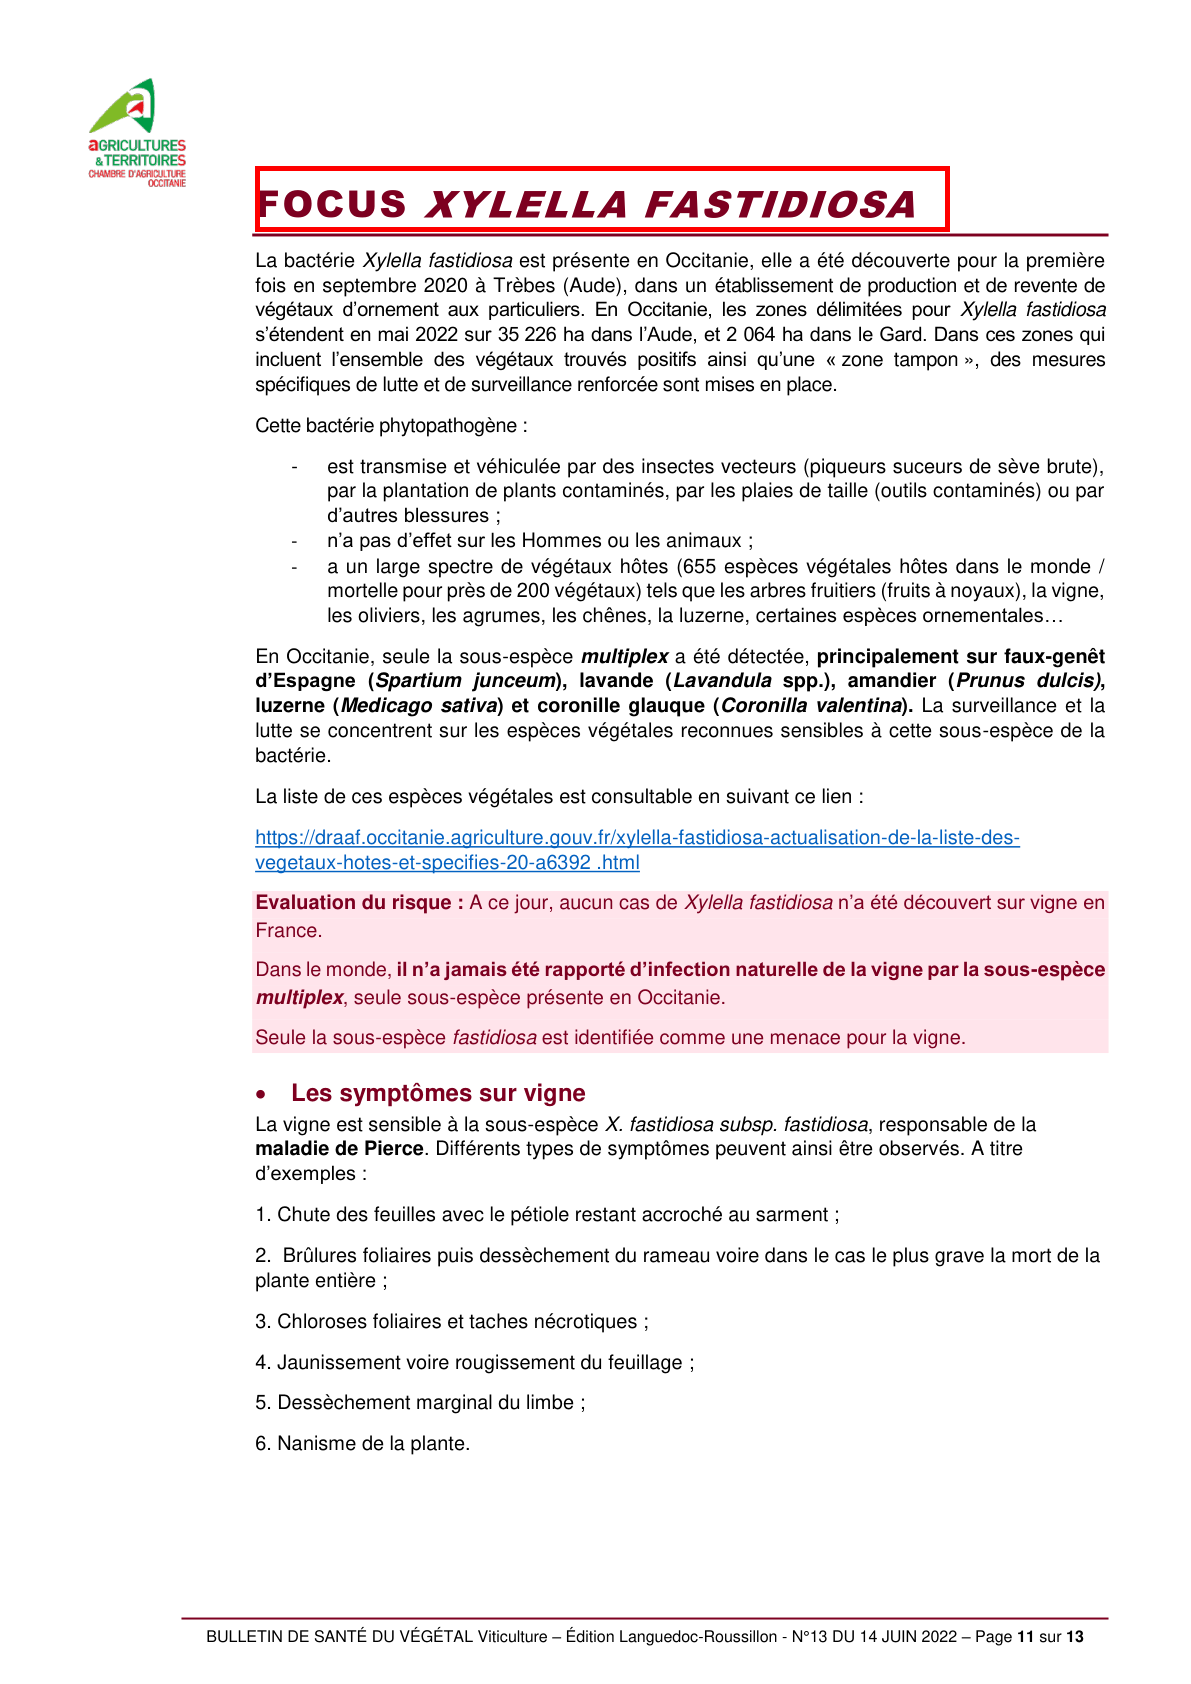 aGRICULTURES
& TERRITOIRES
CHAMBRE D'AGRICULTURE
OCCITANIE
FOCUS XYLELLA FASTIDIOSA
La bactérie Xylella fastidiosa est présente en Occitanie, elle a été découverte pour la première
fois en septembre 2020 à Trèbes (Aude), dans un établissement de production et de revente de
végétaux d’ornement aux particuliers. En Occitanie, les zones délimitées pour Xylella fastidiosa
s’étendent en mai 2022 sur 35 226 ha dans l’Aude, et 2 064 ha dans le Gard. Dans ces zones qui
incluent l’ensemble des végétaux trouvés positifs ainsi qu’une « zone tampon », des mesures
spécifiques de lutte et de surveillance renforcée sont mises en place.
Cette bactérie phytopathogène :
- est transmise et véhiculée par des insectes vecteurs (piqueurs suceurs de sève brute),
par la plantation de plants contaminés, par les plaies de taille (outils contaminés) ou par
d’autres blessures ;
- n’a pas d’effet sur les Hommes ou les animaux ;
- a un large spectre de végétaux hôtes (655 espèces végétales hôtes dans le monde /
mortelle pour près de 200 végétaux) tels que les arbres fruitiers (fruits à noyaux), la vigne,
les oliviers, les agrumes, les chênes, la luzerne, certaines espèces ornementales…
En Occitanie, seule la sous-espèce multiplex a été détectée, principalement sur faux-genêt
d’Espagne (Spartium junceum), lavande (Lavandula spp.), amandier (Prunus dulcis),
luzerne (Medicago sativa) et coronille glauque (Coronilla valentina). La surveillance et la
lutte se concentrent sur les espèces végétales reconnues sensibles à cette sous-espèce de la
bactérie.
La liste de ces espèces végétales est consultable en suivant ce lien :
https://draaf.occitanie.agriculture.gouv.fr/xylella-fastidiosa-actualisation-de-la-liste-des-
vegetaux-hotes-et-specifies-20-a6392 .html
Evaluation du risque : A ce jour, aucun cas de Xylella fastidiosa n’a été découvert sur vigne en
France.
Dans le monde, il n’a jamais été rapporté d’infection naturelle de la vigne par la sous-espèce
multiplex, seule sous-espèce présente en Occitanie.
Seule la sous-espèce fastidiosa est identifiée comme une menace pour la vigne.
• Les symptômes sur vigne
La vigne est sensible à la sous-espèce X. fastidiosa subsp. fastidiosa, responsable de la
maladie de Pierce. Différents types de symptômes peuvent ainsi être observés. A titre
d’exemples :
1. Chute des feuilles avec le pétiole restant accroché au sarment ;
2. Brûlures foliaires puis dessèchement du rameau voire dans le cas le plus grave la mort de la
plante entière ;
3. Chloroses foliaires et taches nécrotiques ;
4. Jaunissement voire rougissement du feuillage ;
5. Dessèchement marginal du limbe ;
6. Nanisme de la plante.
BULLETIN DE SANTÉ DU VÉGÉTAL Viticulture – Édition Languedoc-Roussillon - N°13 DU 14 JUIN 2022 – Page 11 sur 13